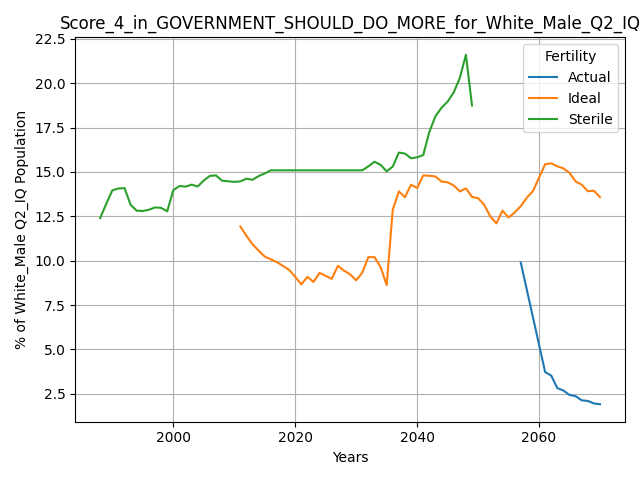 Score_4_in_GOVERNMENT_SHOULD_DO_MORE_for_White_Male_Q2_IQ
22.5
20.0
17.5
15.0
12.5
10.0
7.5
5.0
2.5
% of White_Male Q2_IQ Population
Fertility
Actual
Ideal
Sterile
2000
2020
2040
2060
Years